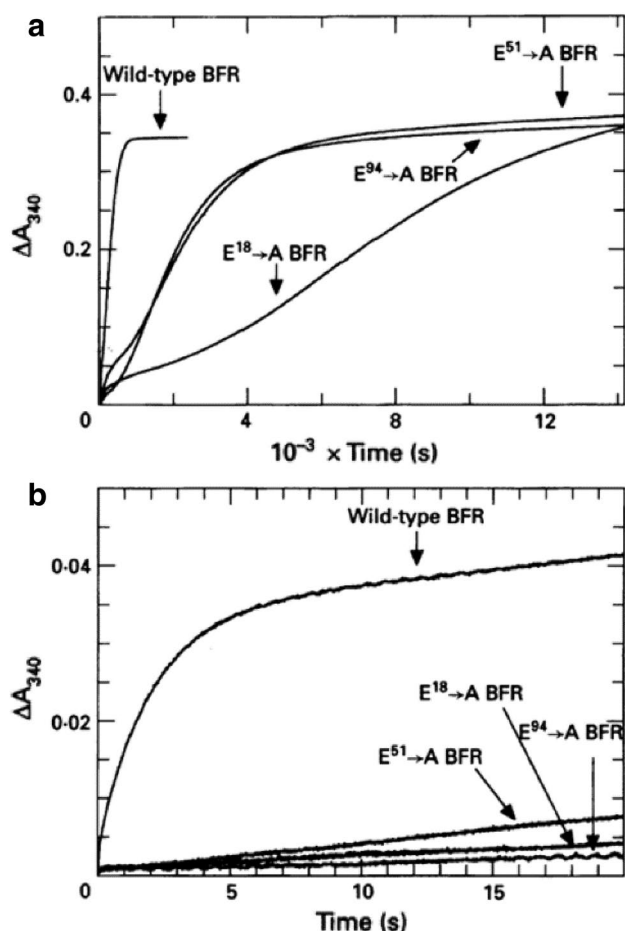 a
0.4
0.2
0
ΔA₃₄₀
Wild-type BFR
E⁵¹→A BFR
E⁹⁴→A BFR
E¹⁸→A BFR
0 4 8 12
10⁻³ × Time (s)
b
0·04
0·02
0
ΔA₃₄₀
Wild-type BFR
E¹⁸→A BFR
E⁹⁴→A BFR
E⁵¹→A BFR
5 10 15
Time (s)